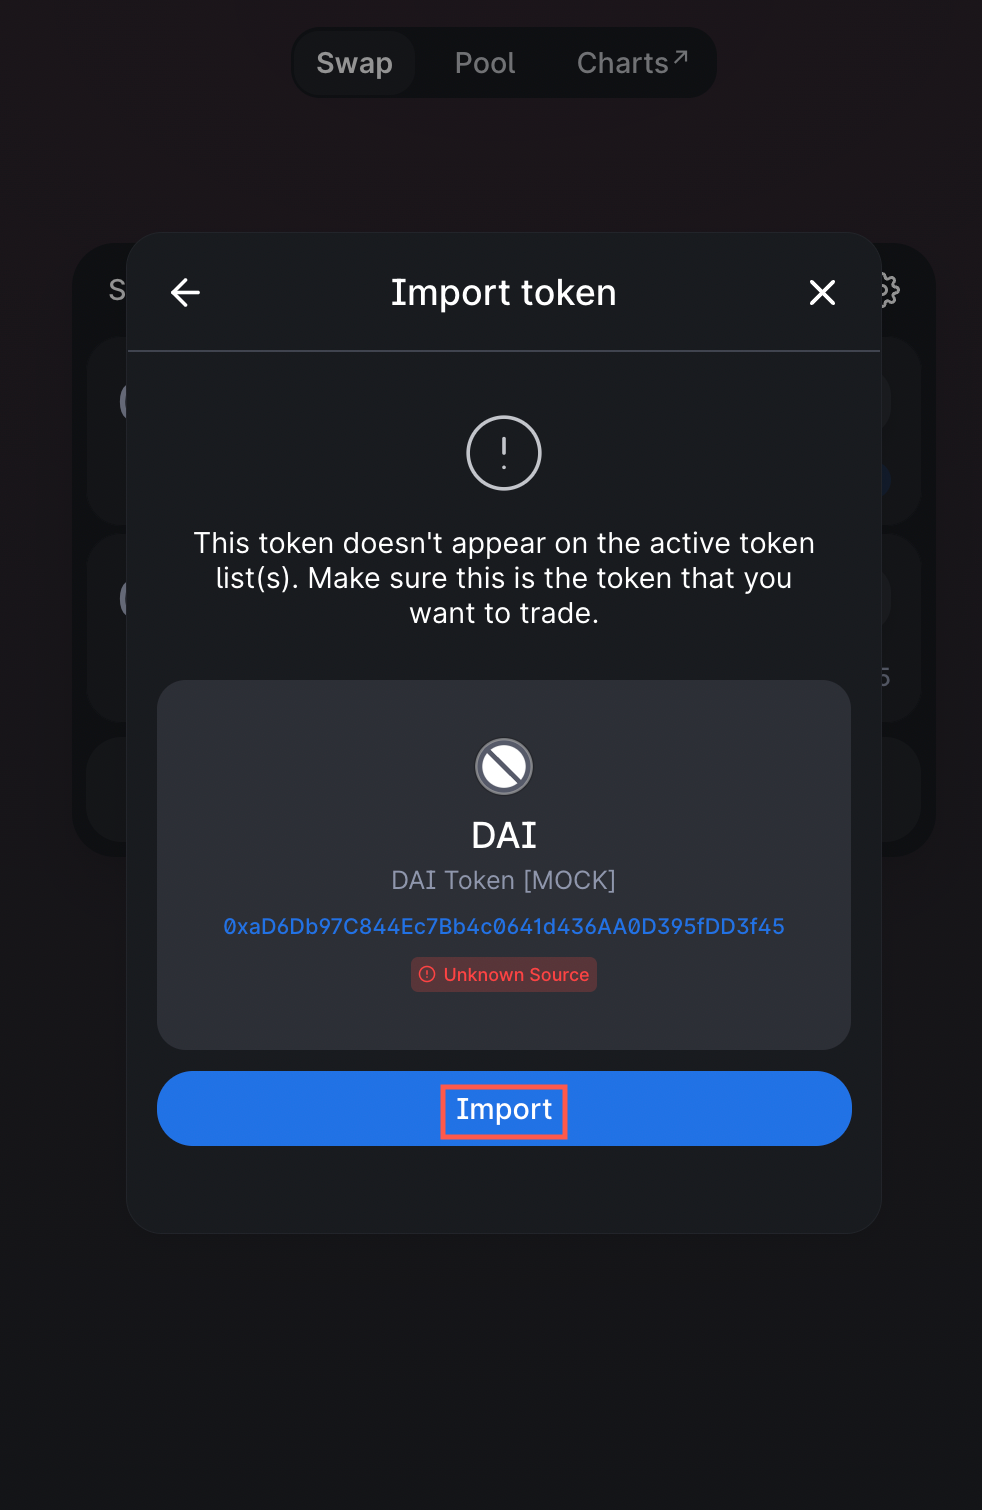 Swap
Pool
Charts
S
Import token
This token doesn't appear on the active token
list(s). Make sure this is the token that you
want to trade.
5
DAI
DAI Token [MOCK]
0xaD6Db97C844Ec7Bb4c0641d436AA0D395fDD3f45
Unknown Source
Import